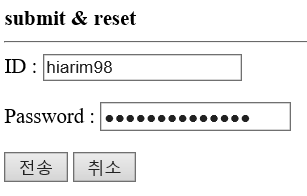 submit & reset
ID : hiarim98
Password : ●●●●●●●●●●●●●●
전송 취소